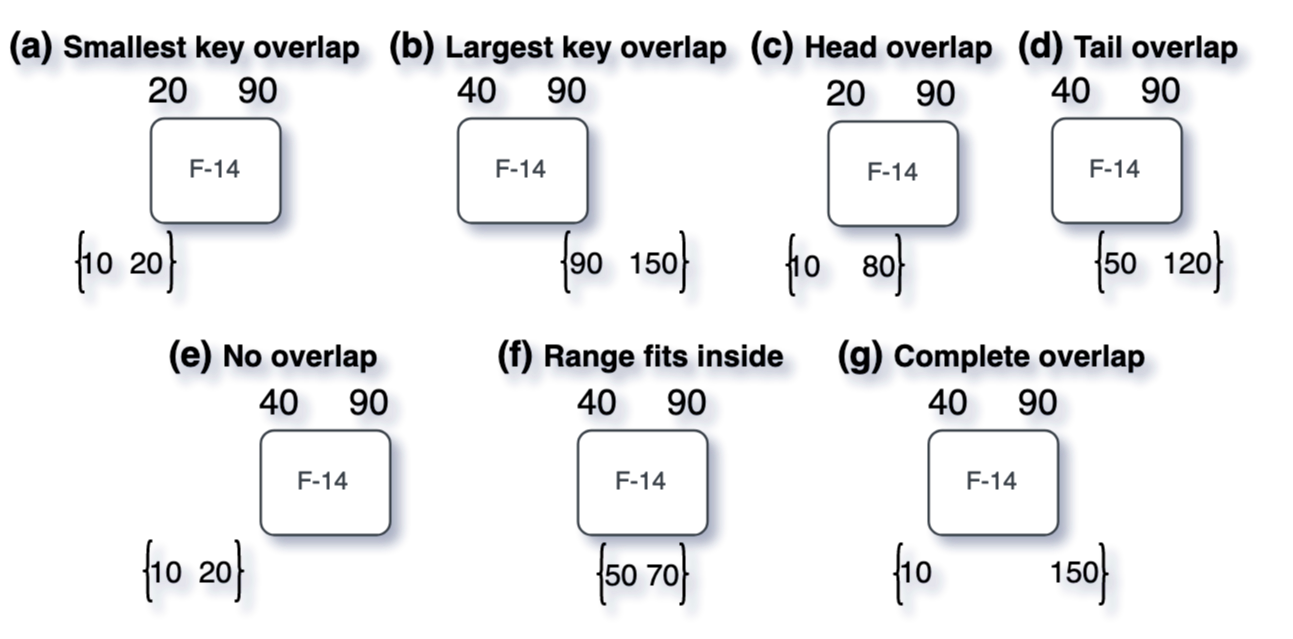 (a) Smallest key overlap (b) Largest key overlap (c) Head overlap (d) Tail overlap
20 90 40 90 20 90 40 90
F-14 F-14 F-14 F-14
{10 20} {90 150} {10 80} {50 120}
(e) No overlap (f) Range fits inside (g) Complete overlap
40 90 40 90 40 90
F-14 F-14 F-14
{10 20} {50 70} {10 150}